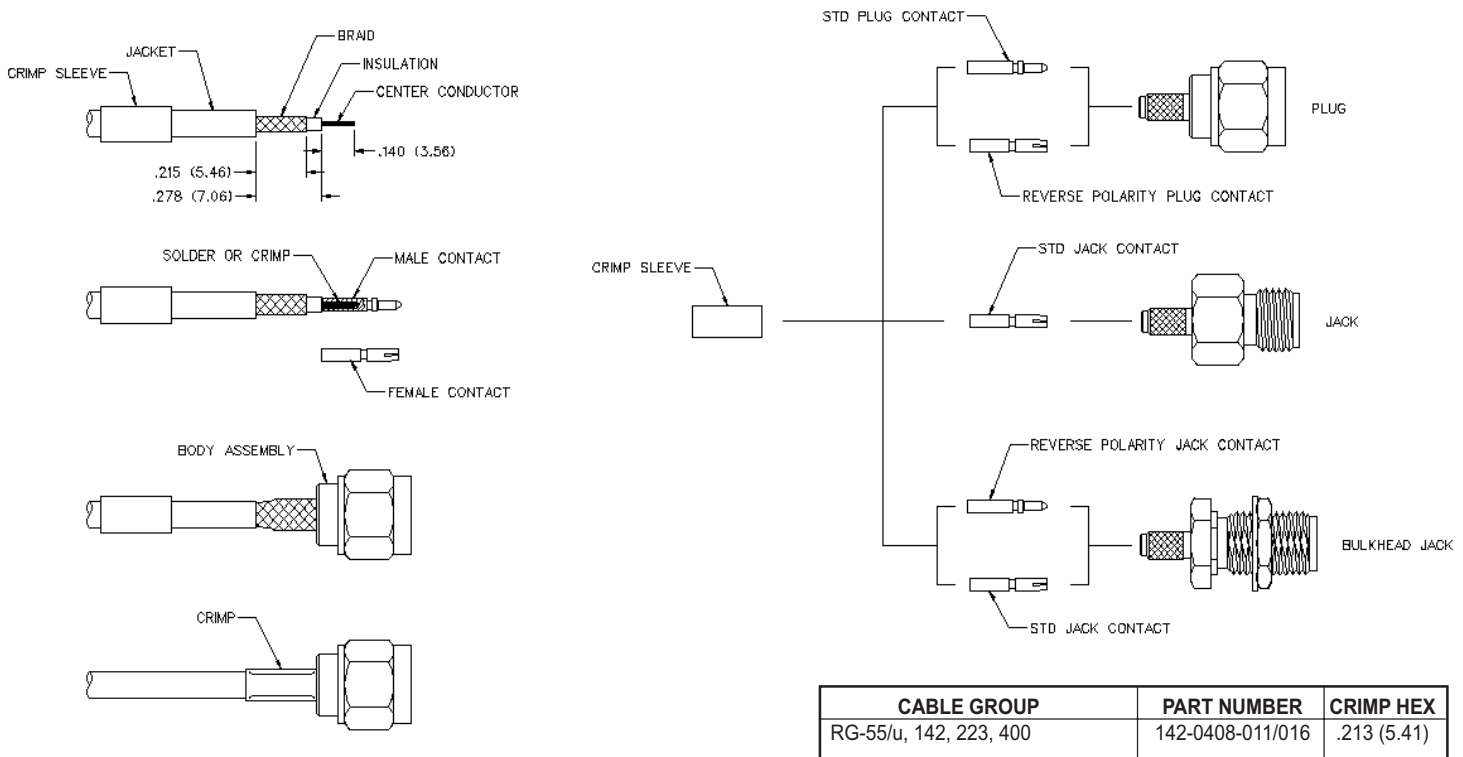 BRAID
JACKET
INSULATION
CRIMP SLEEVE
CENTER CONDUCTOR
.140 (3.56)
.215 (5.46)
.278 (7.06)
SOLDER OR CRIMP
MALE CONTACT
FEMALE CONTACT
BODY ASSEMBLY
CRIMP
STD PLUG CONTACT
PLUG
REVERSE POLARITY PLUG CONTACT
STD JACK CONTACT
CRIMP SLEEVE
JACK
REVERSE POLARITY JACK CONTACT
BULKHEAD JACK
STD JACK CONTACT
CABLE GROUP PART NUMBER CRIMP HEX
RG-55/u, 142, 223, 400 142-0408-011/016 .213 (5.41)